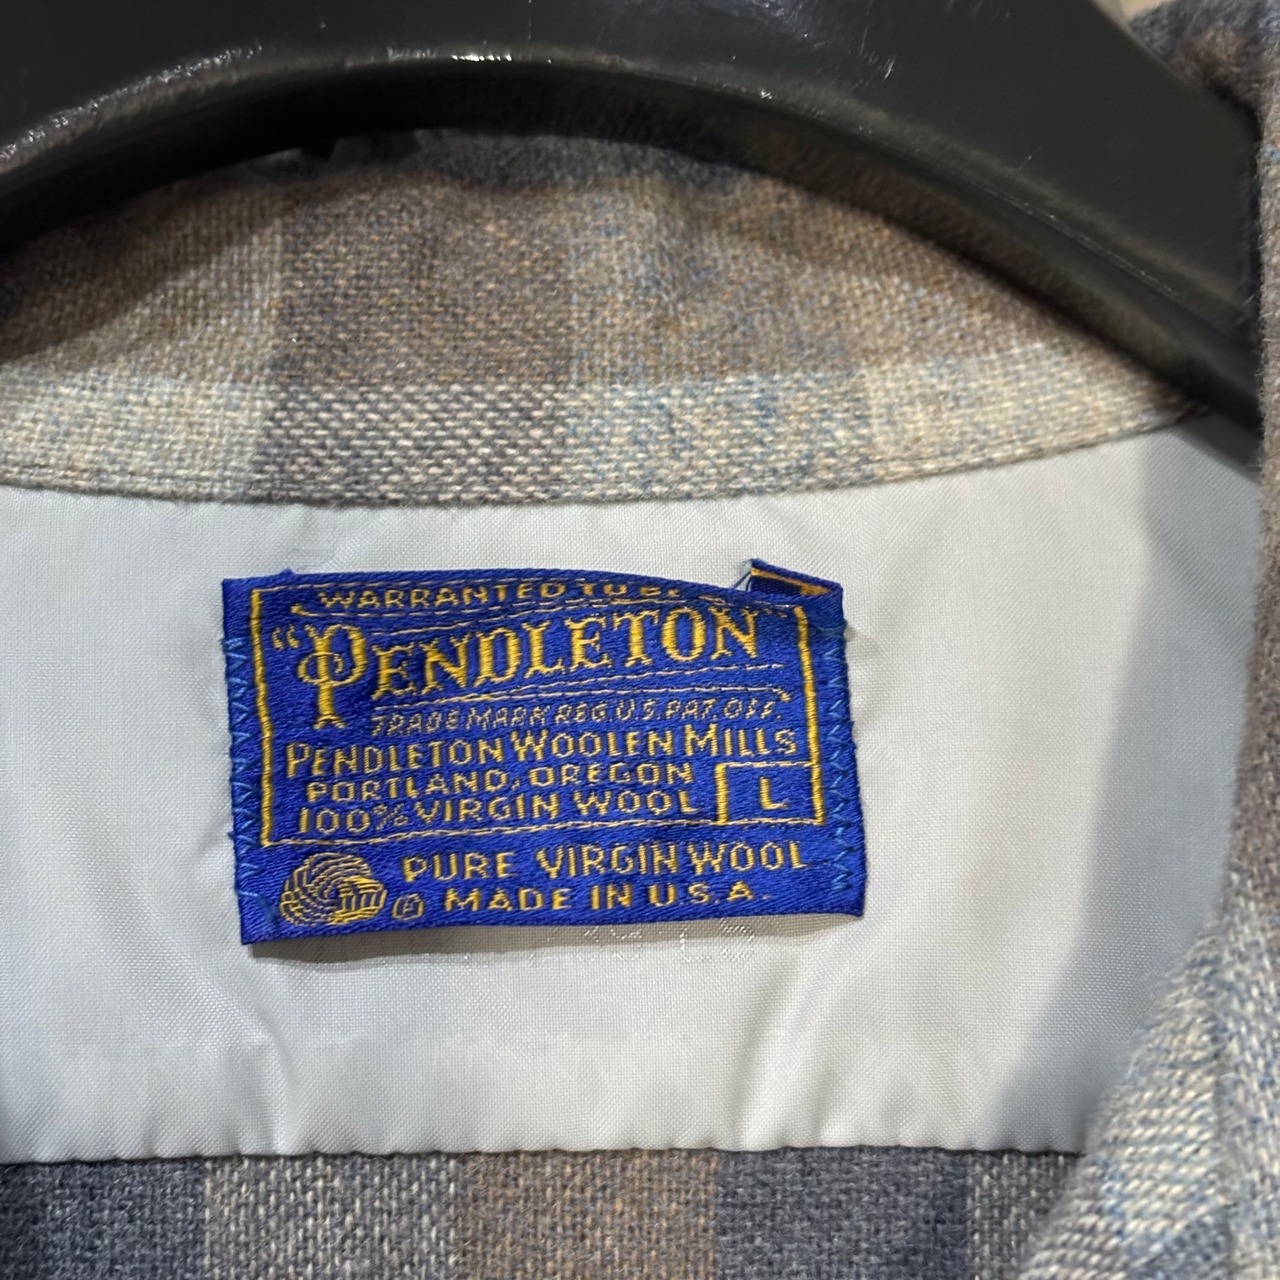 WARRANTED TO BE
"PENDLETON"
TRADE MARK REG. U.S. PAT. OFF.
PENDLETON WOOLEN MILLS
PORTLAND, OREGON
100% VIRGIN WOOL
L
PURE VIRGIN WOOL
MADE IN U.S.A.